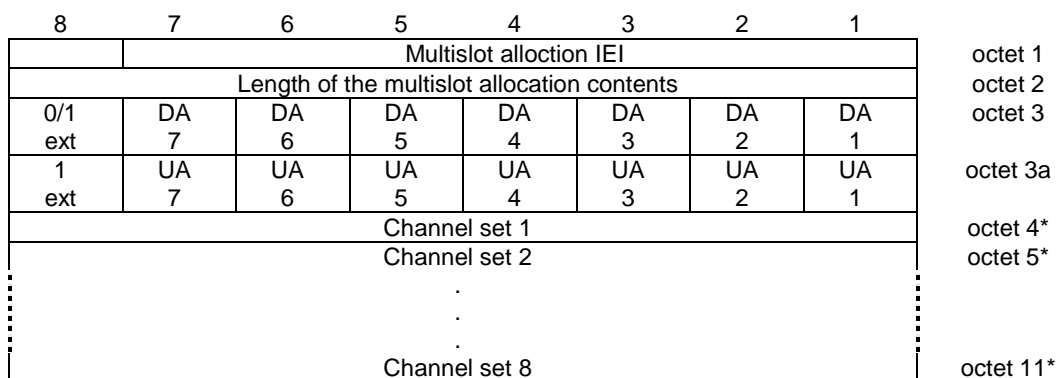 8 7 6 5 4 3 2 1
Multislot alloction IEI octet 1
Length of the multislot allocation contents octet 2
0/1 DA DA DA DA DA DA DA octet 3
ext 7 6 5 4 3 2 1
1 UA UA UA UA UA UA UA octet 3a
ext 7 6 5 4 3 2 1
Channel set 1 octet 4*
Channel set 2 octet 5*
.
.
.
Channel set 8 octet 11*